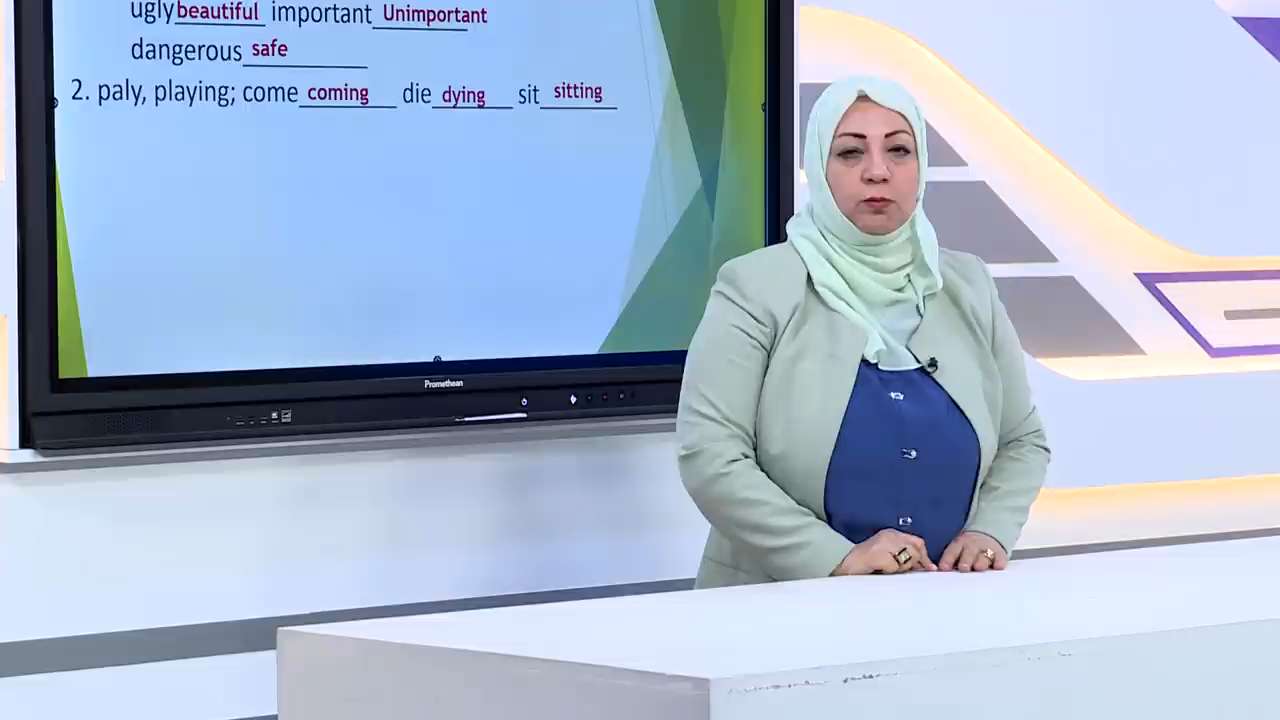 ugly beautiful important Unimportant
dangerous safe
2. paly, playing; come coming die dying sit sitting
Promethean